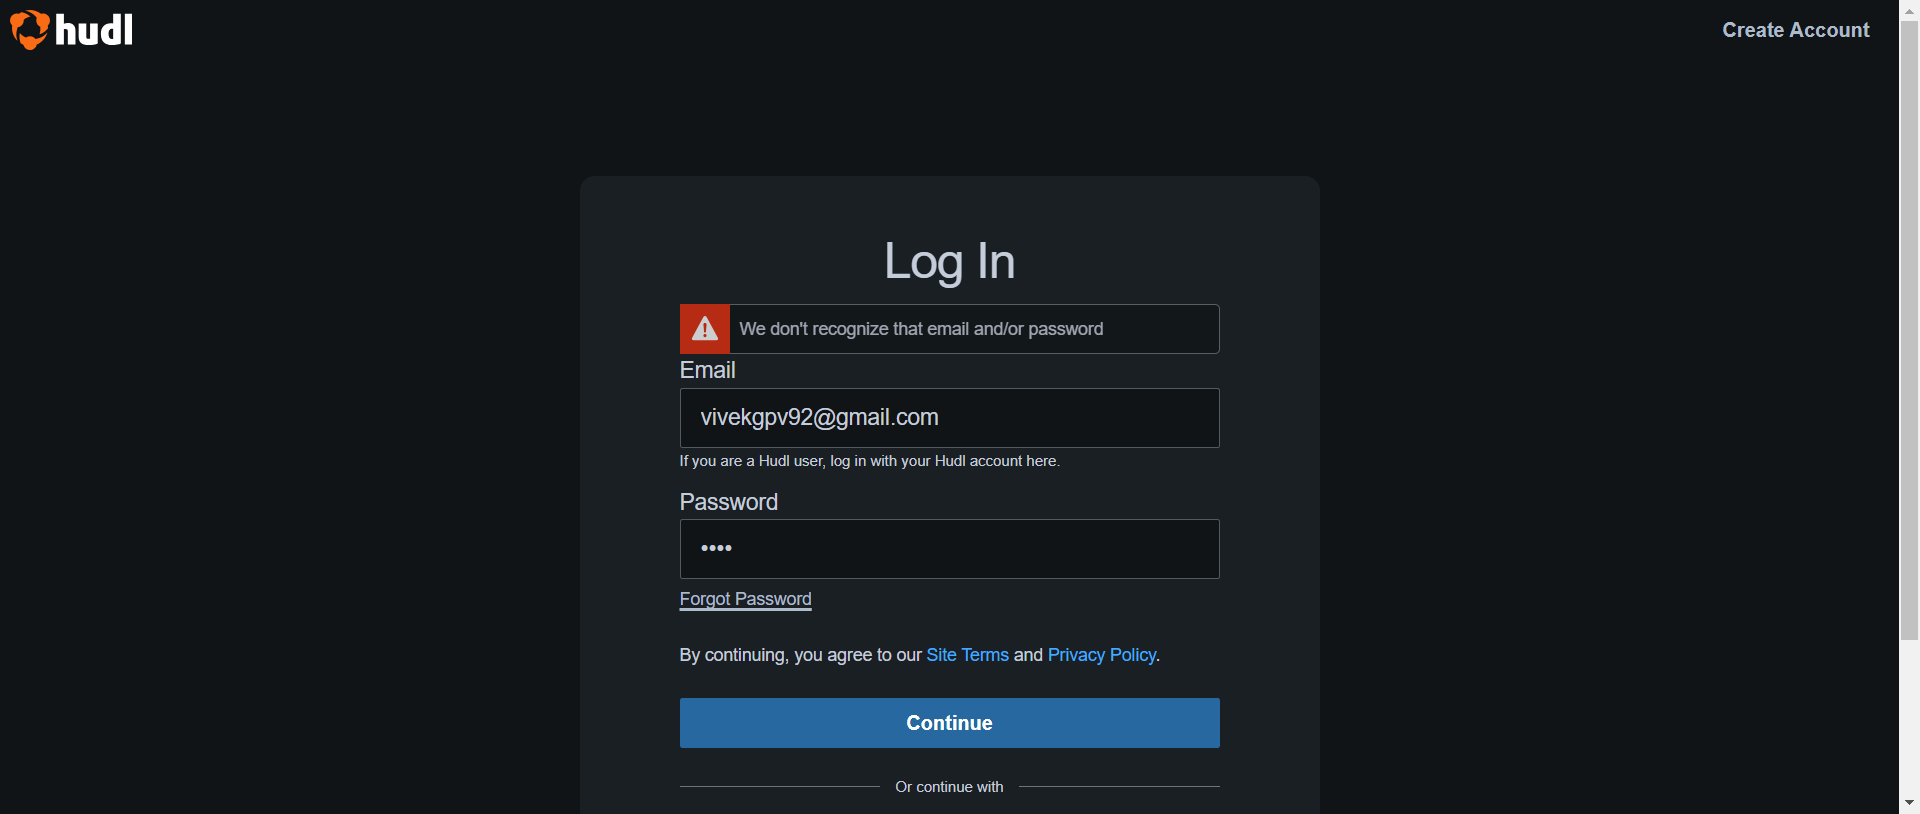 hudl
Create Account
Log In
We don't recognize that email and/or password
Email
vivekgpv92@gmail.com
If you are a Hudl user, log in with your Hudl account here.
Password
••••
Forgot Password
By continuing, you agree to our Site Terms and Privacy Policy.
Continue
Or continue with